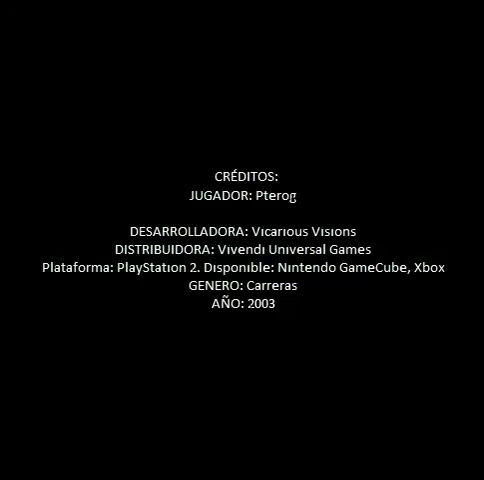 CRÉDITOS:
JUGADOR: Pterog
DESARROLLADORA: Vicarious Visions
DISTRIBUIDORA: Vivendi Universal Games
Plataforma: PlayStation 2. Disponible: Nintendo GameCube, Xbox
GENERO: Carreras
AÑO: 2003